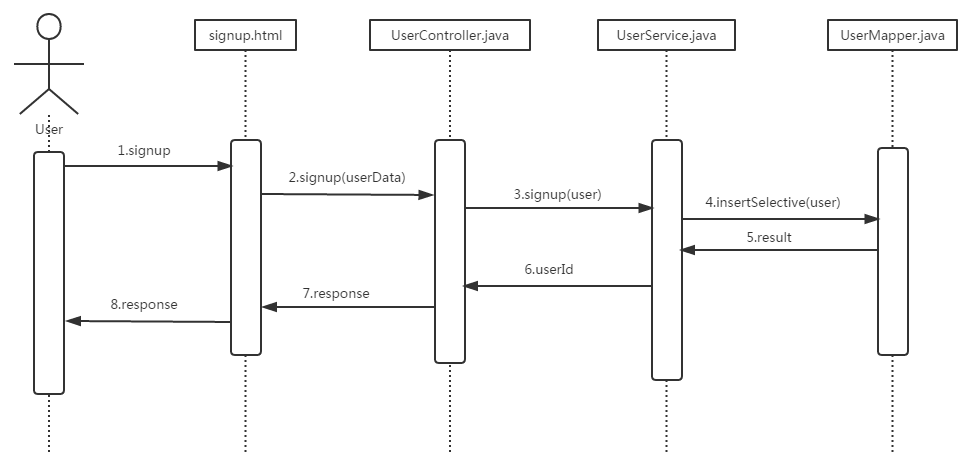 signup.html
UserController.java
UserService.java
UserMapper.java
User
1.signup
2.signup(userData)
3.signup(user)
4.insertSelective(user)
5.result
6.userId
7.response
8.response